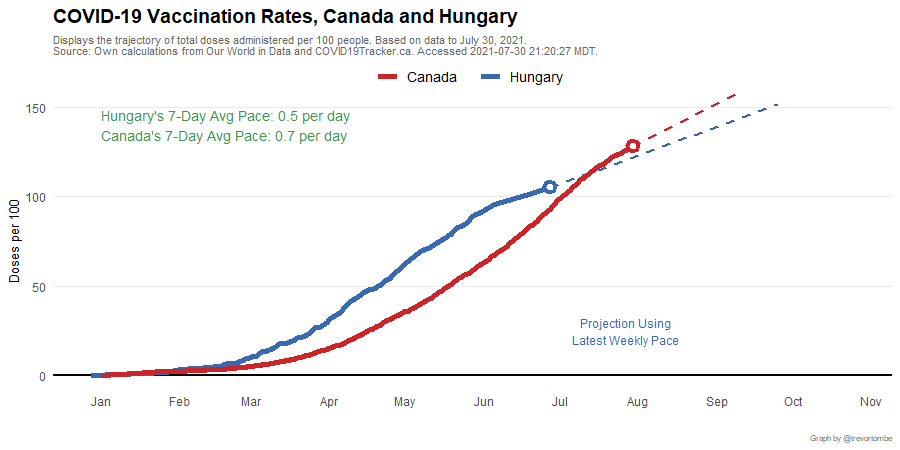 COVID-19 Vaccination Rates, Canada and Hungary
Displays the trajectory of total doses administered per 100 people. Based on data to July 30, 2021.
Source: Own calculations from Our World in Data and COVID19Tracker.ca. Accessed 2021-07-30 21:20:27 MDT.
Canada Hungary
Hungary's 7-Day Avg Pace: 0.5 per day
Canada's 7-Day Avg Pace: 0.7 per day
Doses per 100
150
100
50
0
Projection Using
Latest Weekly Pace
Jan Feb Mar Apr May Jun Jul Aug Sep Oct Nov
Graph by @trevortombe